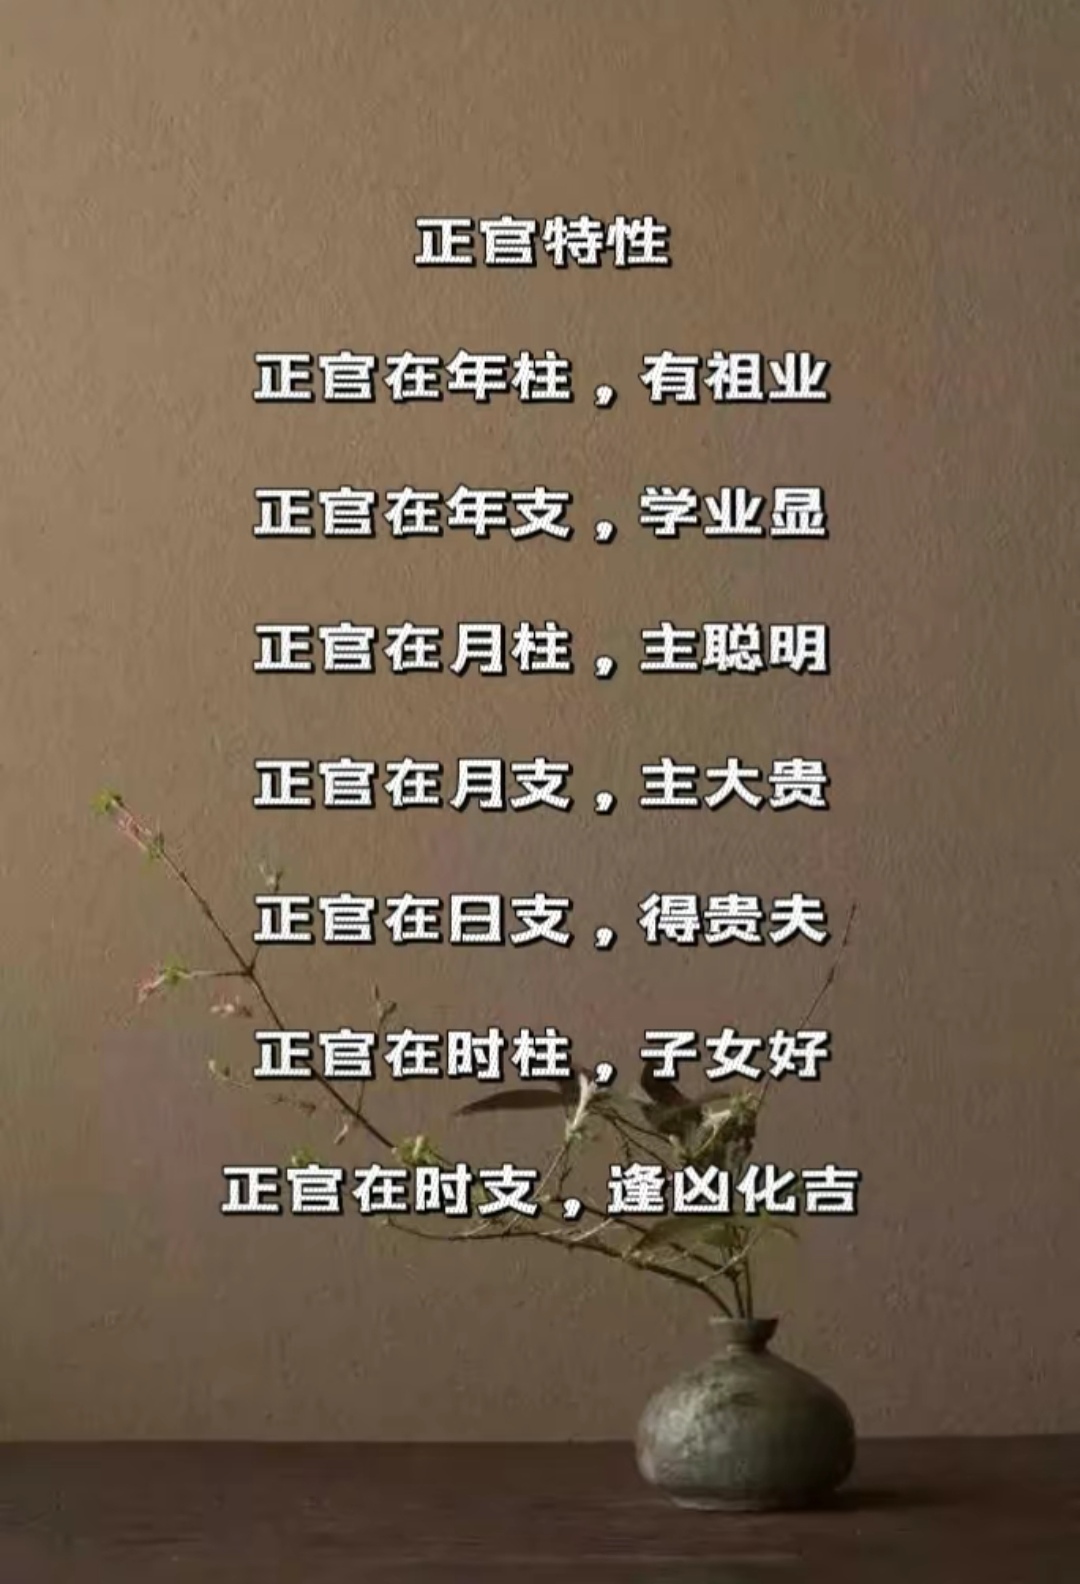 正官特性
正官在年柱，有祖业
正官在年支，学业显
正官在月柱，主聪明
正官在月支，主大贵
正官在日支，得贵夫
正官在时柱，子女好
正官在时支，逢凶化吉